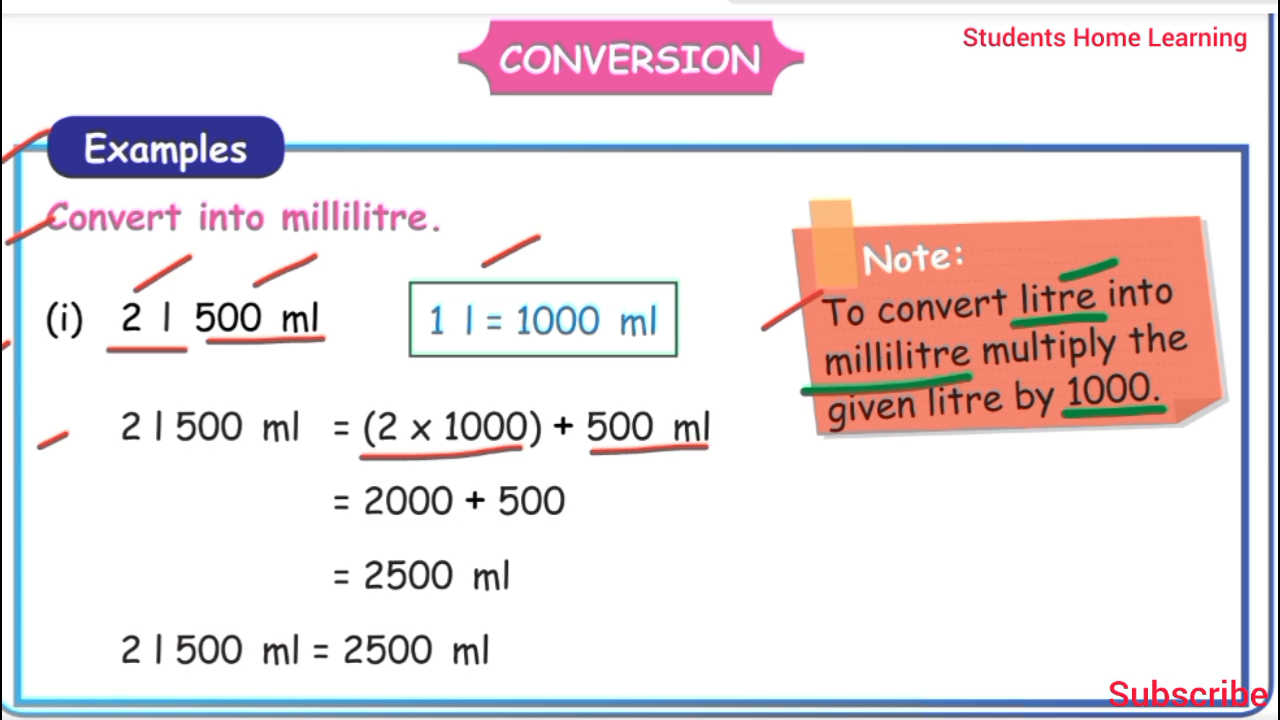 CONVERSION
Students Home Learning
Examples
Convert into millilitre.
(i) 2 l 500 ml
1 l = 1000 ml
Note:
To convert litre into
millilitre multiply the
given litre by 1000.
2 l 500 ml = (2 x 1000) + 500 ml
= 2000 + 500
= 2500 ml
2 l 500 ml = 2500 ml
Subscribe